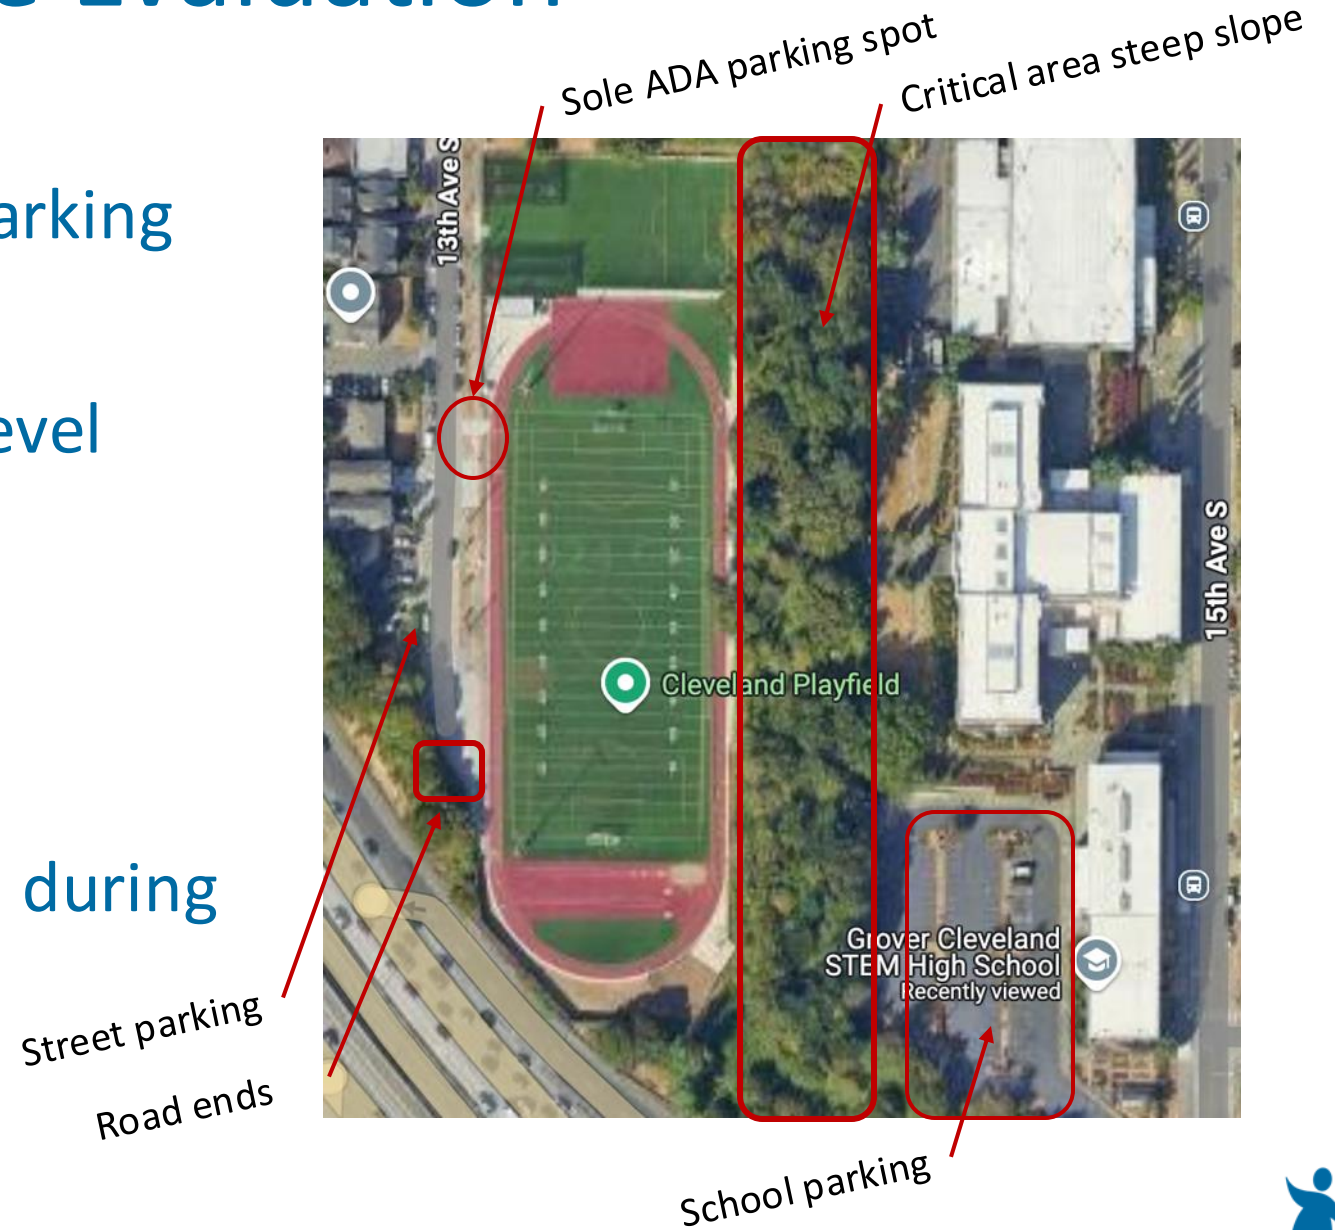 Evaluation
Sole ADA parking spot
Critical area steep slope
arking
13th Ave S
evel
15th Ave S
Cleveland Playfield
during
Grover Cleveland
STEM High School
Recently viewed
Street parking
Road ends
School parking